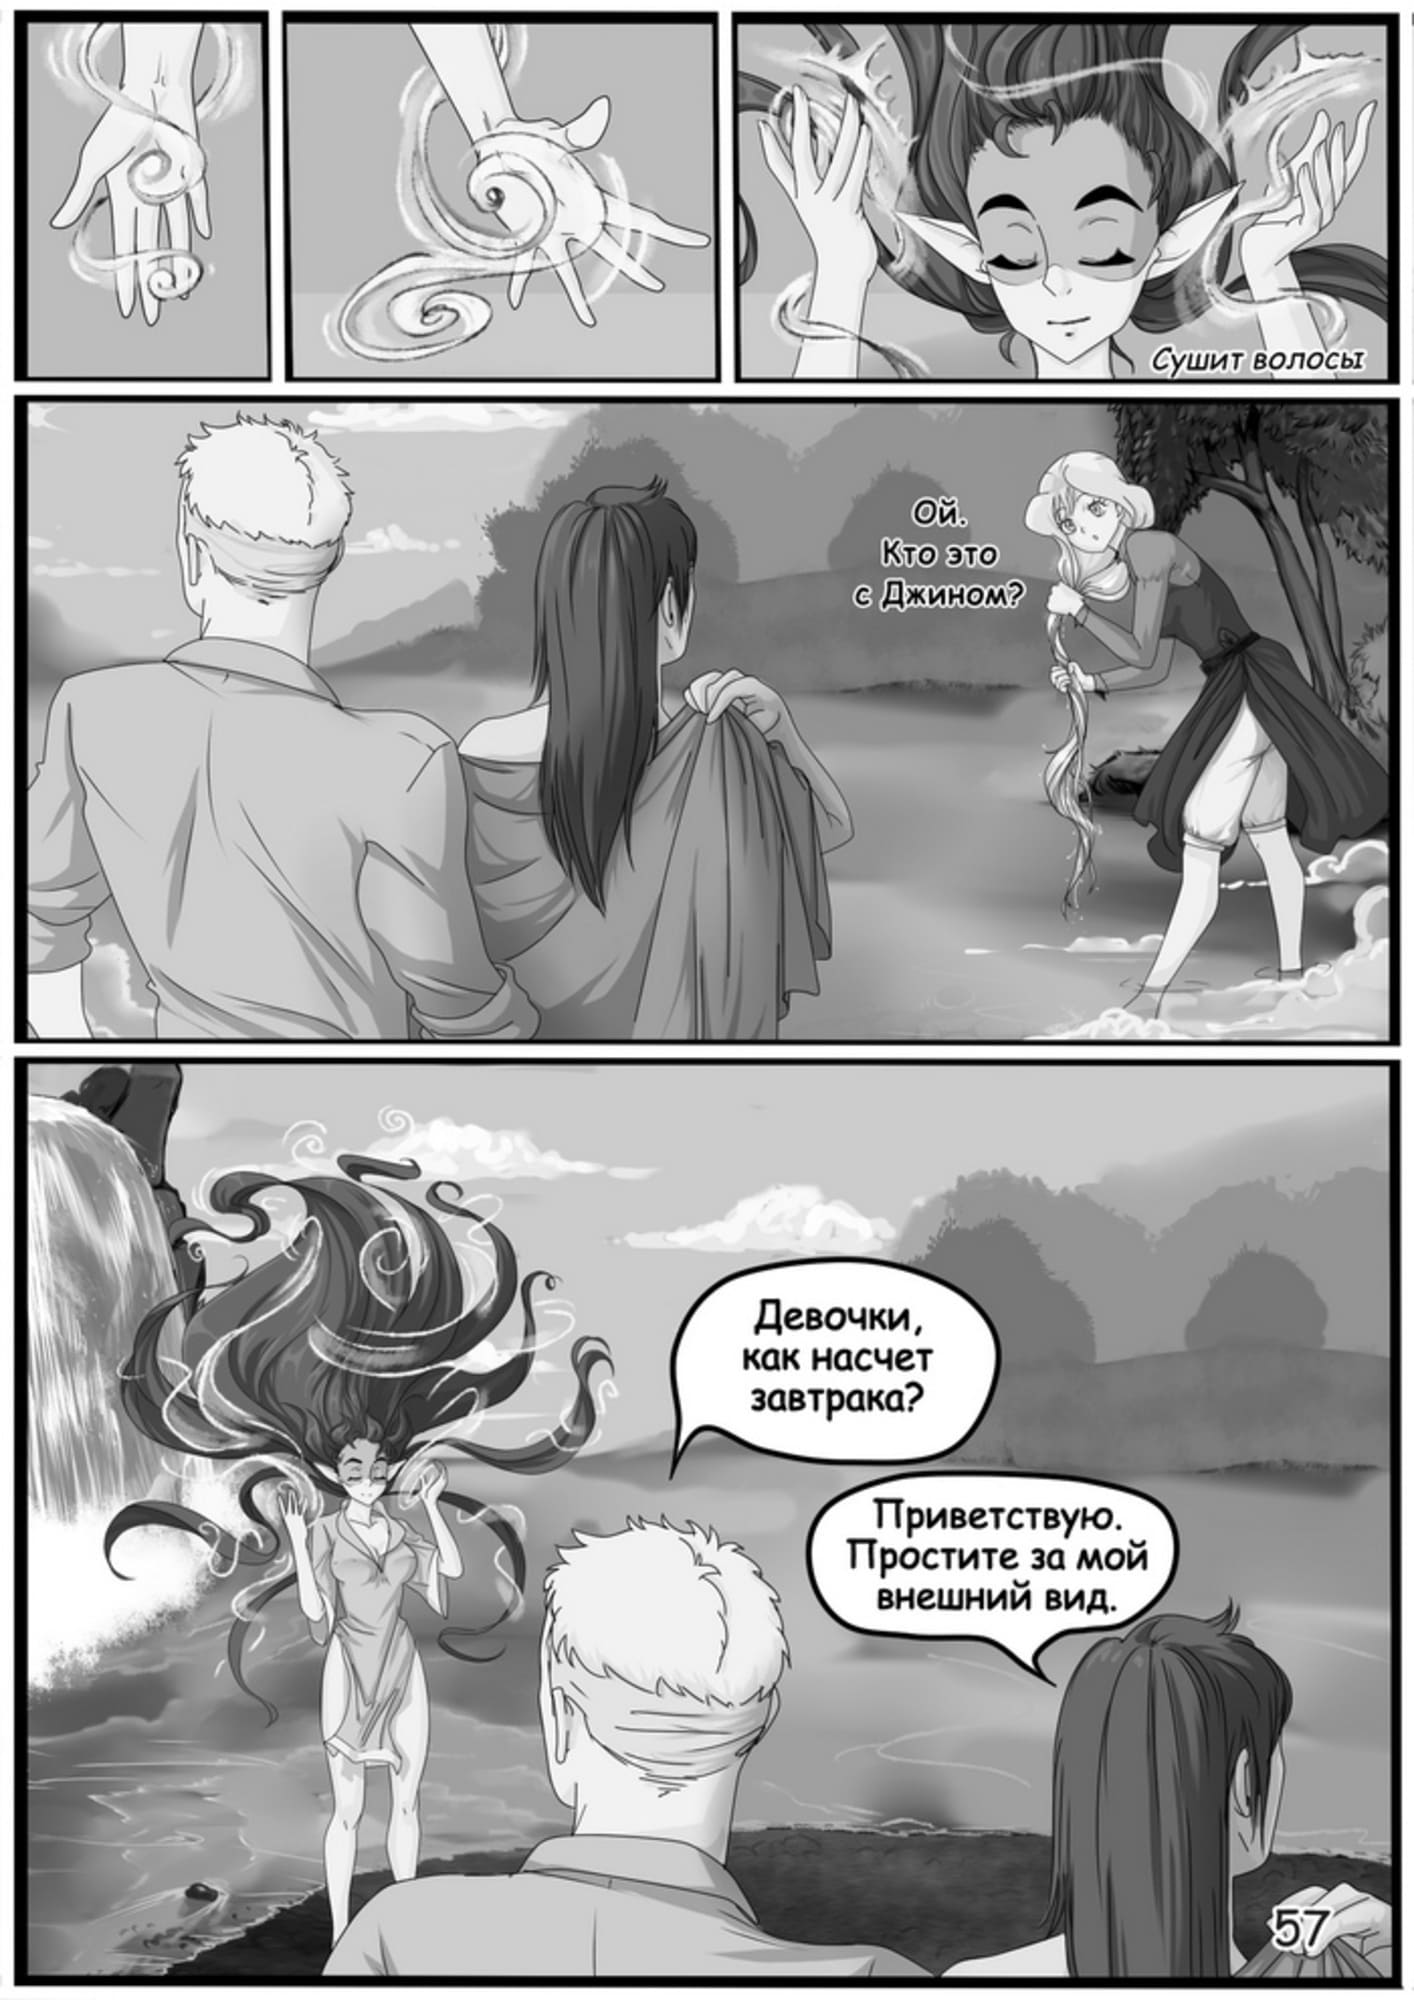 Сушит волосы
Ой.
Кто это
с Джином?
Девочки,
как насчет
завтрака?
Приветствую.
Простите за мой
внешний вид.
57